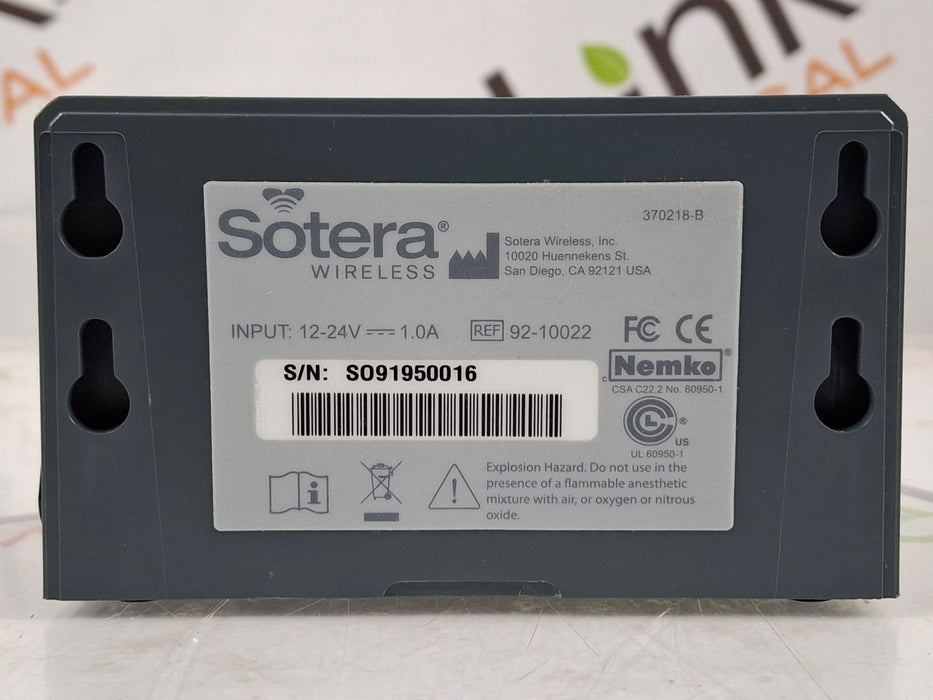 Sotera®
WIRELESS
Sotera Wireless, Inc.
10020 Huennekens St.
San Diego, CA 92121 USA
370218-B
INPUT: 12-24V 1.0A
REF 92-10022
FC CE
S/N: SO91950016
c Nemko®
CSA C22.2 No. 60950-1
CUL ® US
UL 60950-1
i
Explosion Hazard. Do not use in the
presence of a flammable anesthetic
mixture with air, or oxygen or nitrous
oxide.